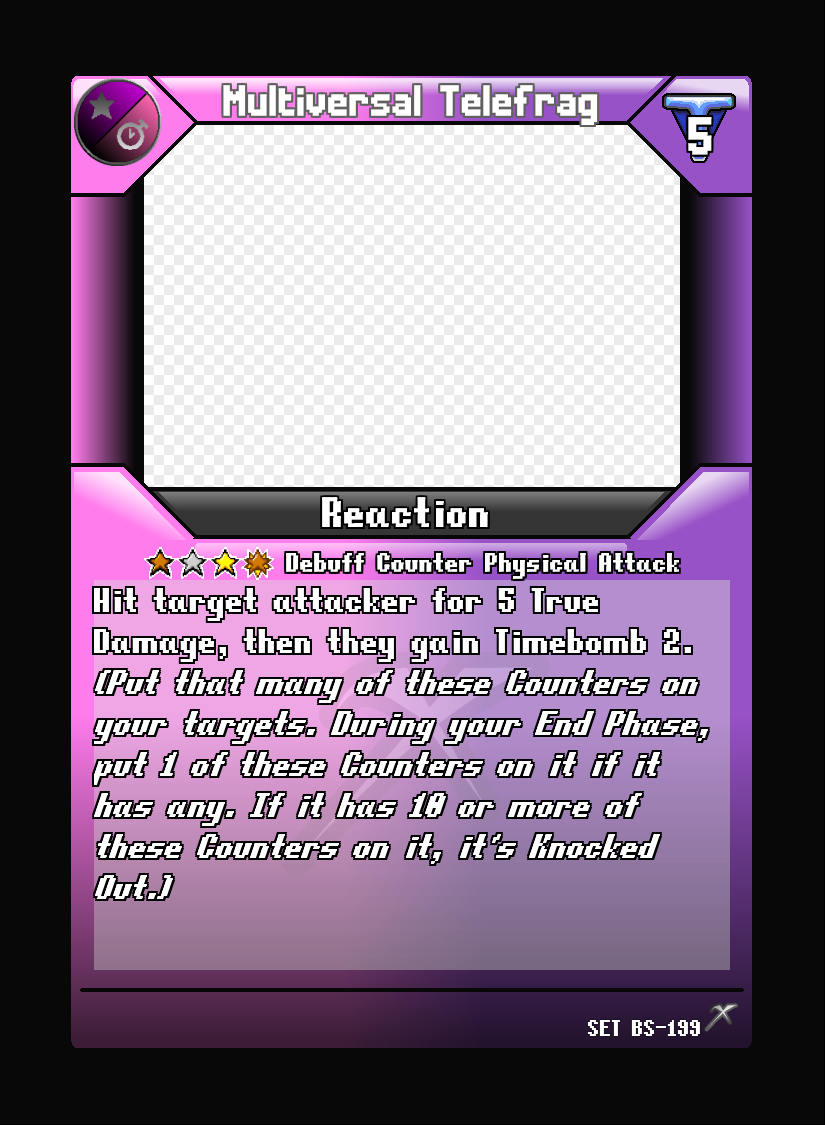 Multiversal Telefrag
5
Reaction
Debuff Counter Physical Attack
Hit target attacker for 5 True
Damage, then they gain Timebomb 2.
(Put that many of these Counters on
your targets. During your End Phase,
put 1 of these Counters on it if it
has any. If it has 10 or more of
these Counters on it, it's Knocked
Out.)
SET BS-199